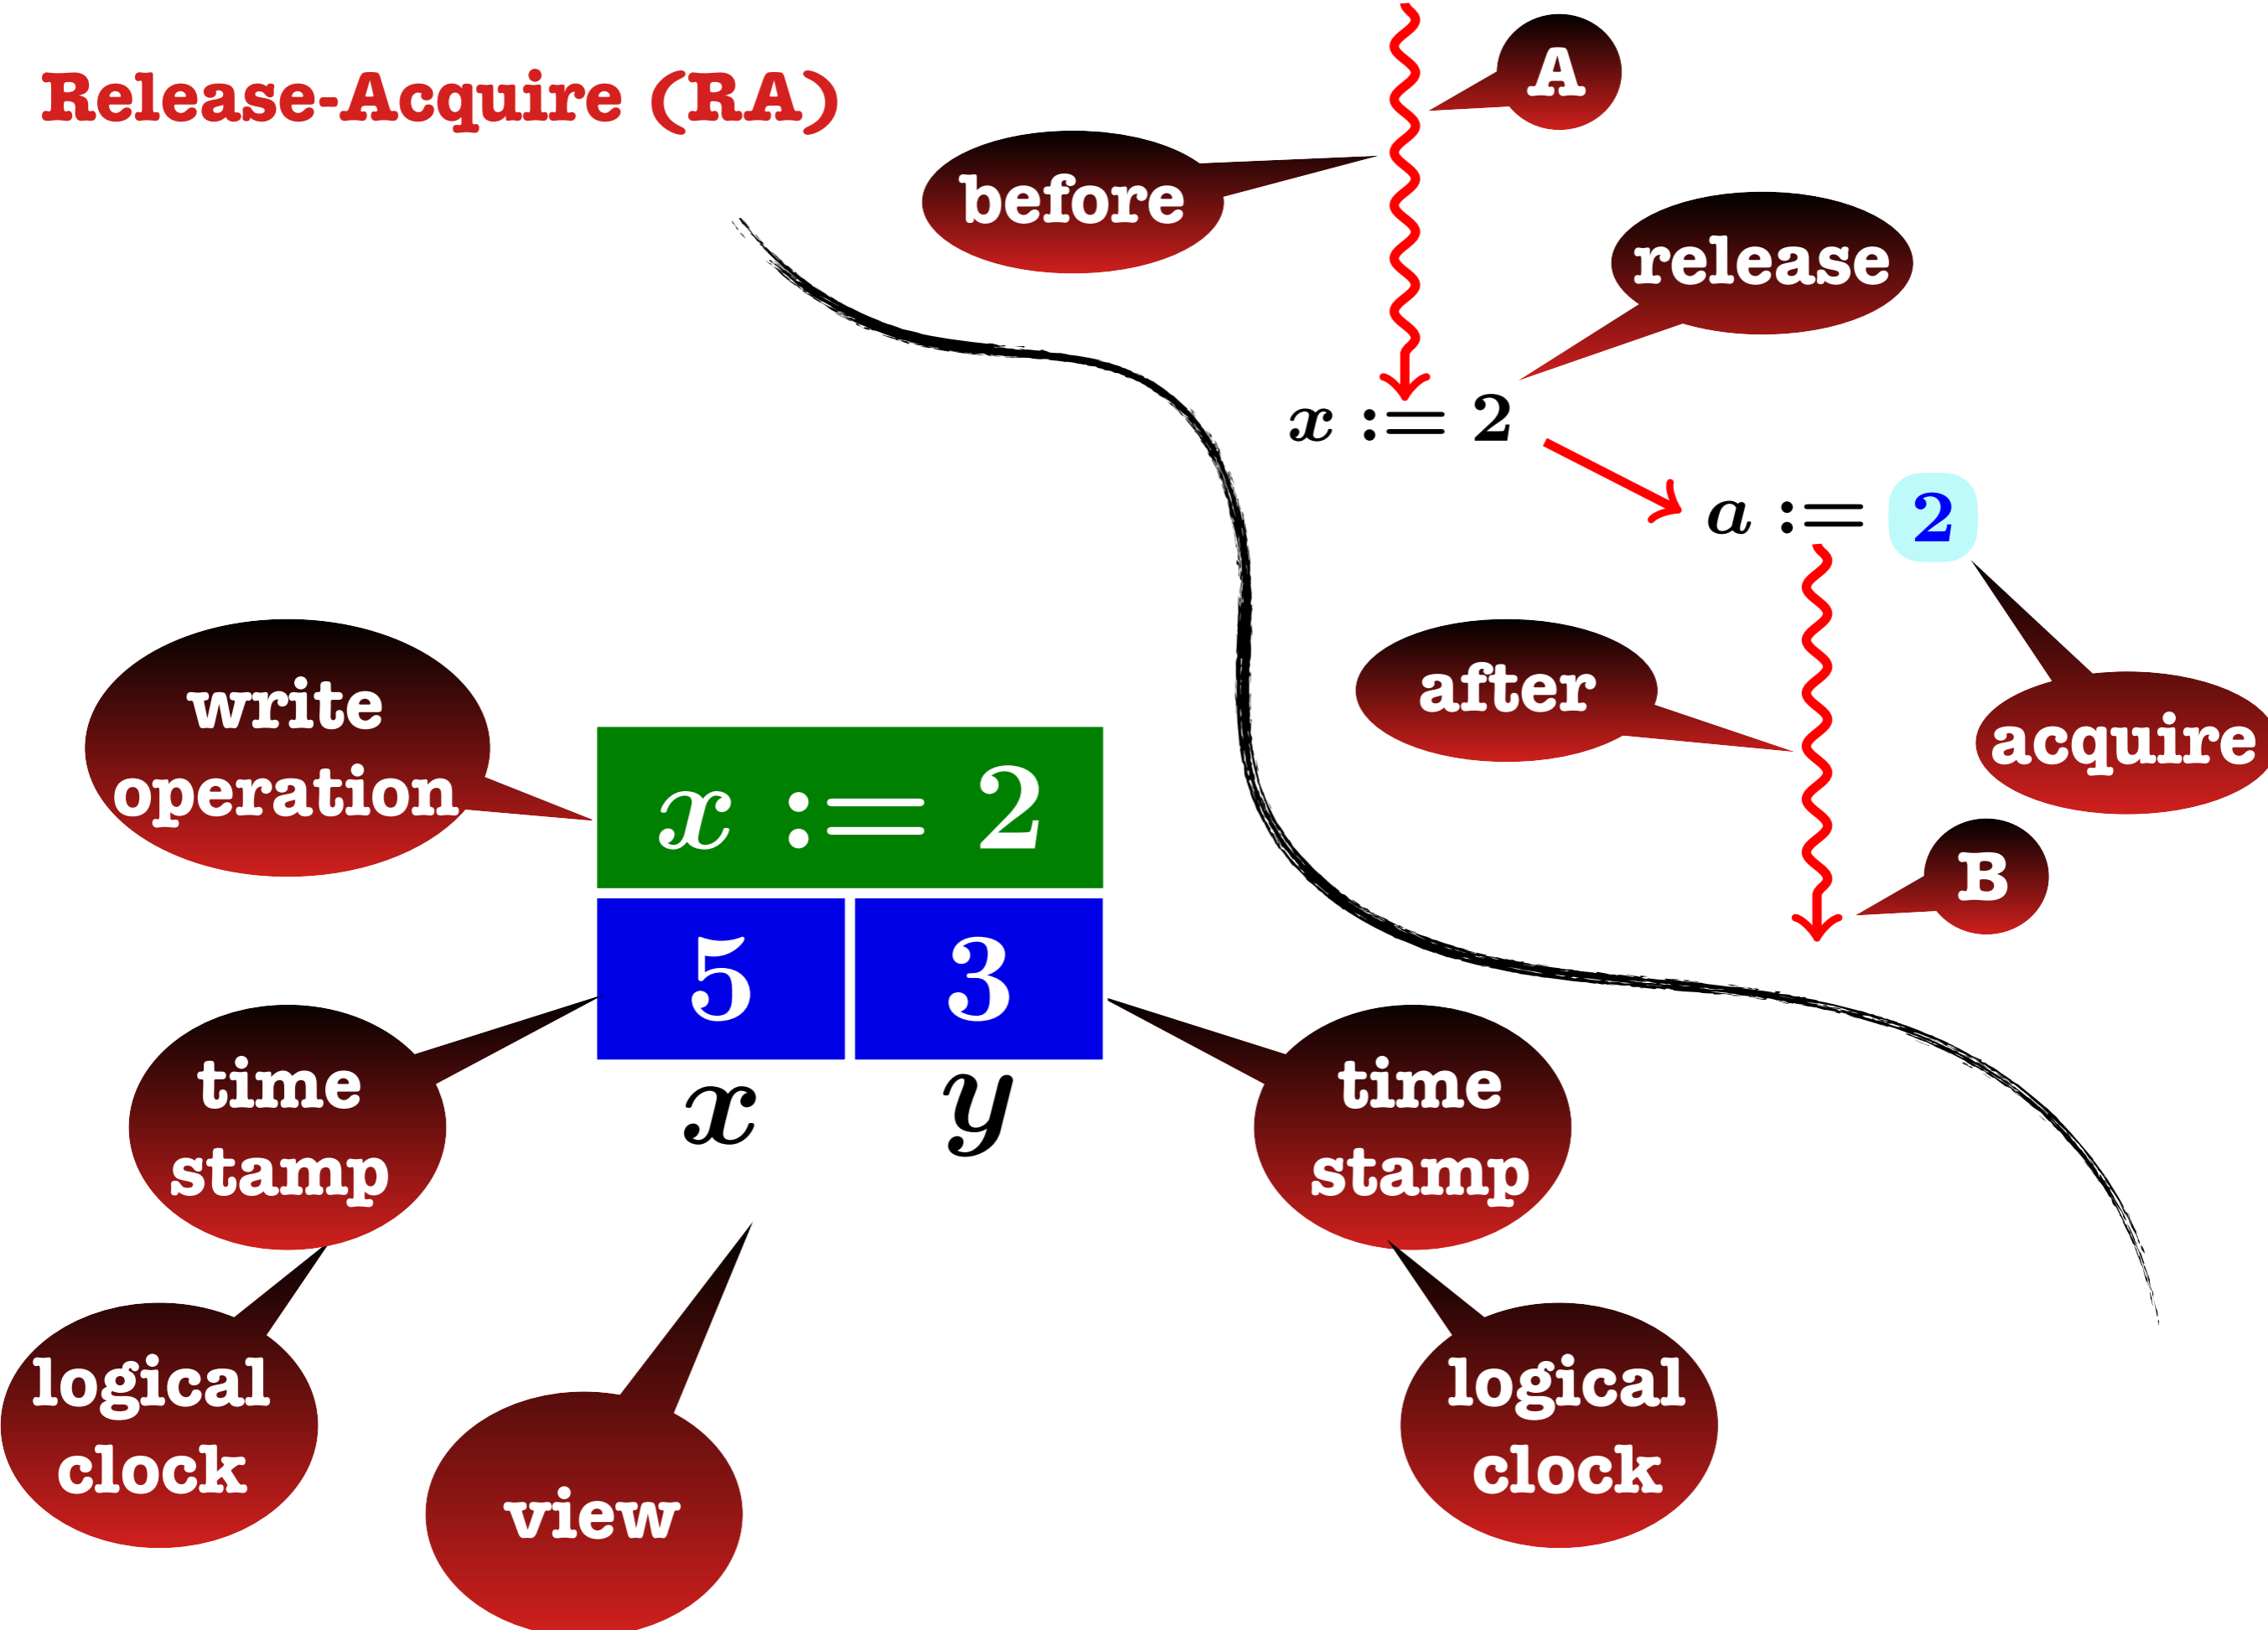 Release-Acquire (RA)
A
before
release
x := 2
a := 2
after
acquire
B
write
operation
x := 2
5 3
x y
time
stamp
time
stamp
logical
clock
view
logical
clock